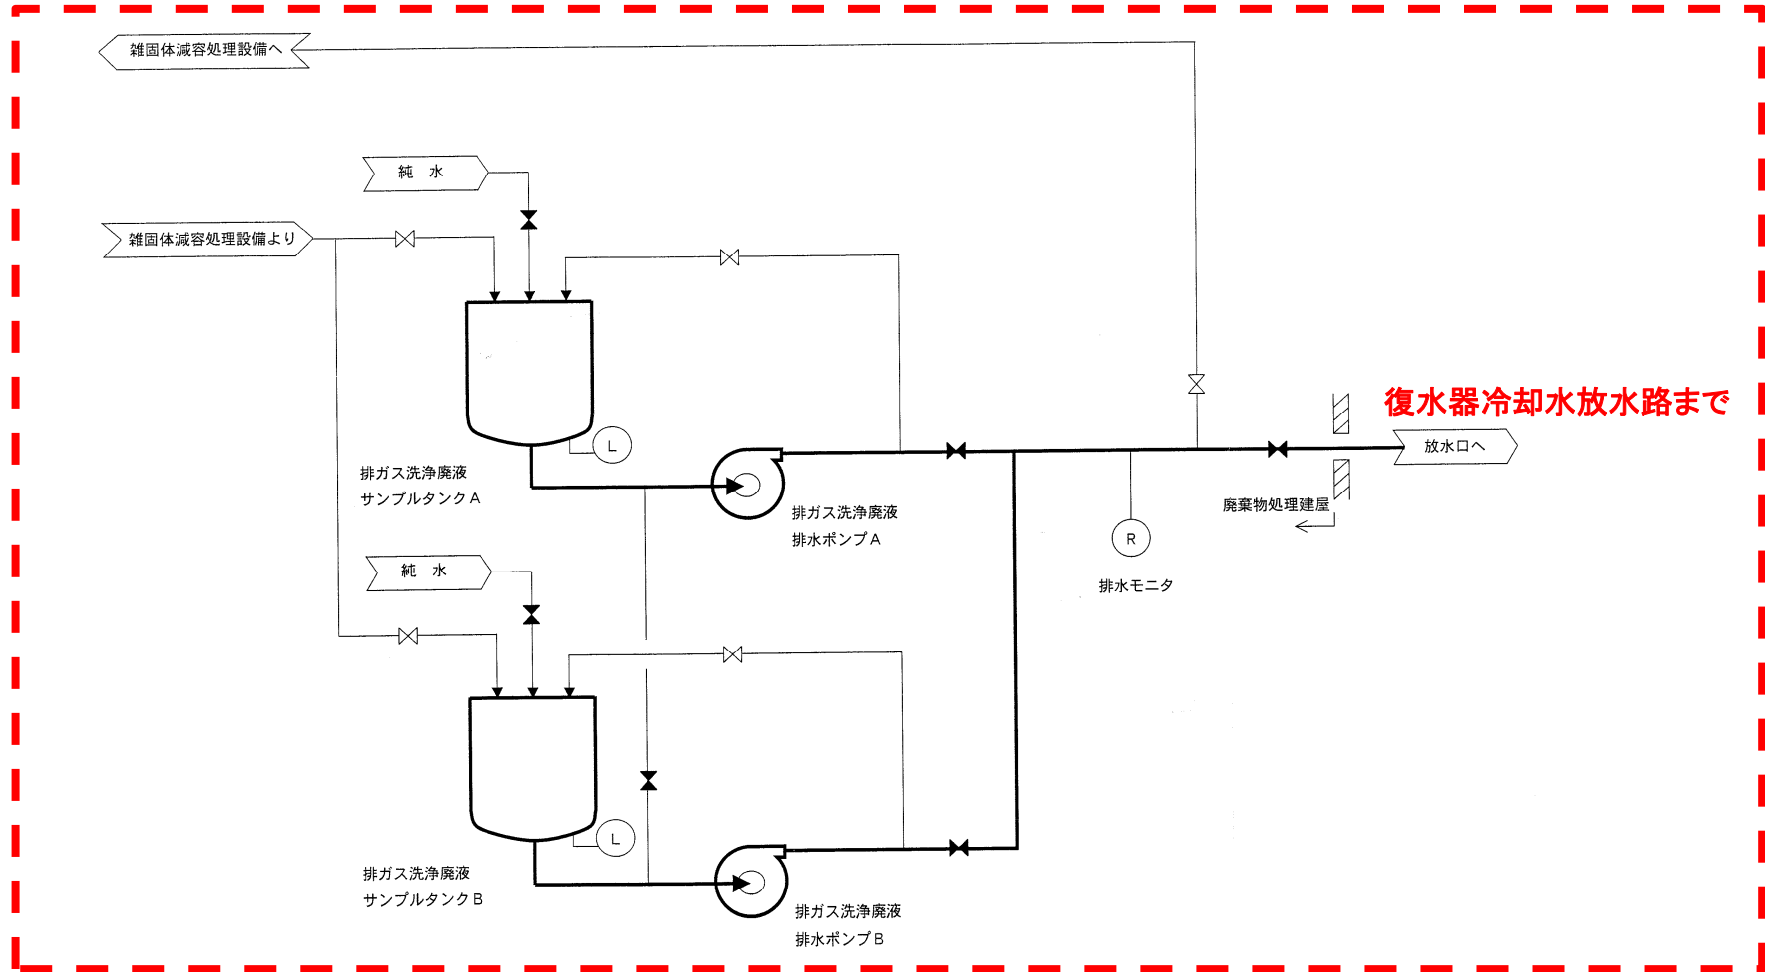 雑固体減容処理設備へ
純 水
雑固体減容処理設備より
復水器冷却水放水路まで
放水口へ
L
排ガス洗浄廃液
サンプルタンクA
排ガス洗浄廃液
排水ポンプA
廃棄物処理建屋
R
排水モニタ
純 水
L
排ガス洗浄廃液
サンプルタンクB
排ガス洗浄廃液
排水ポンプB